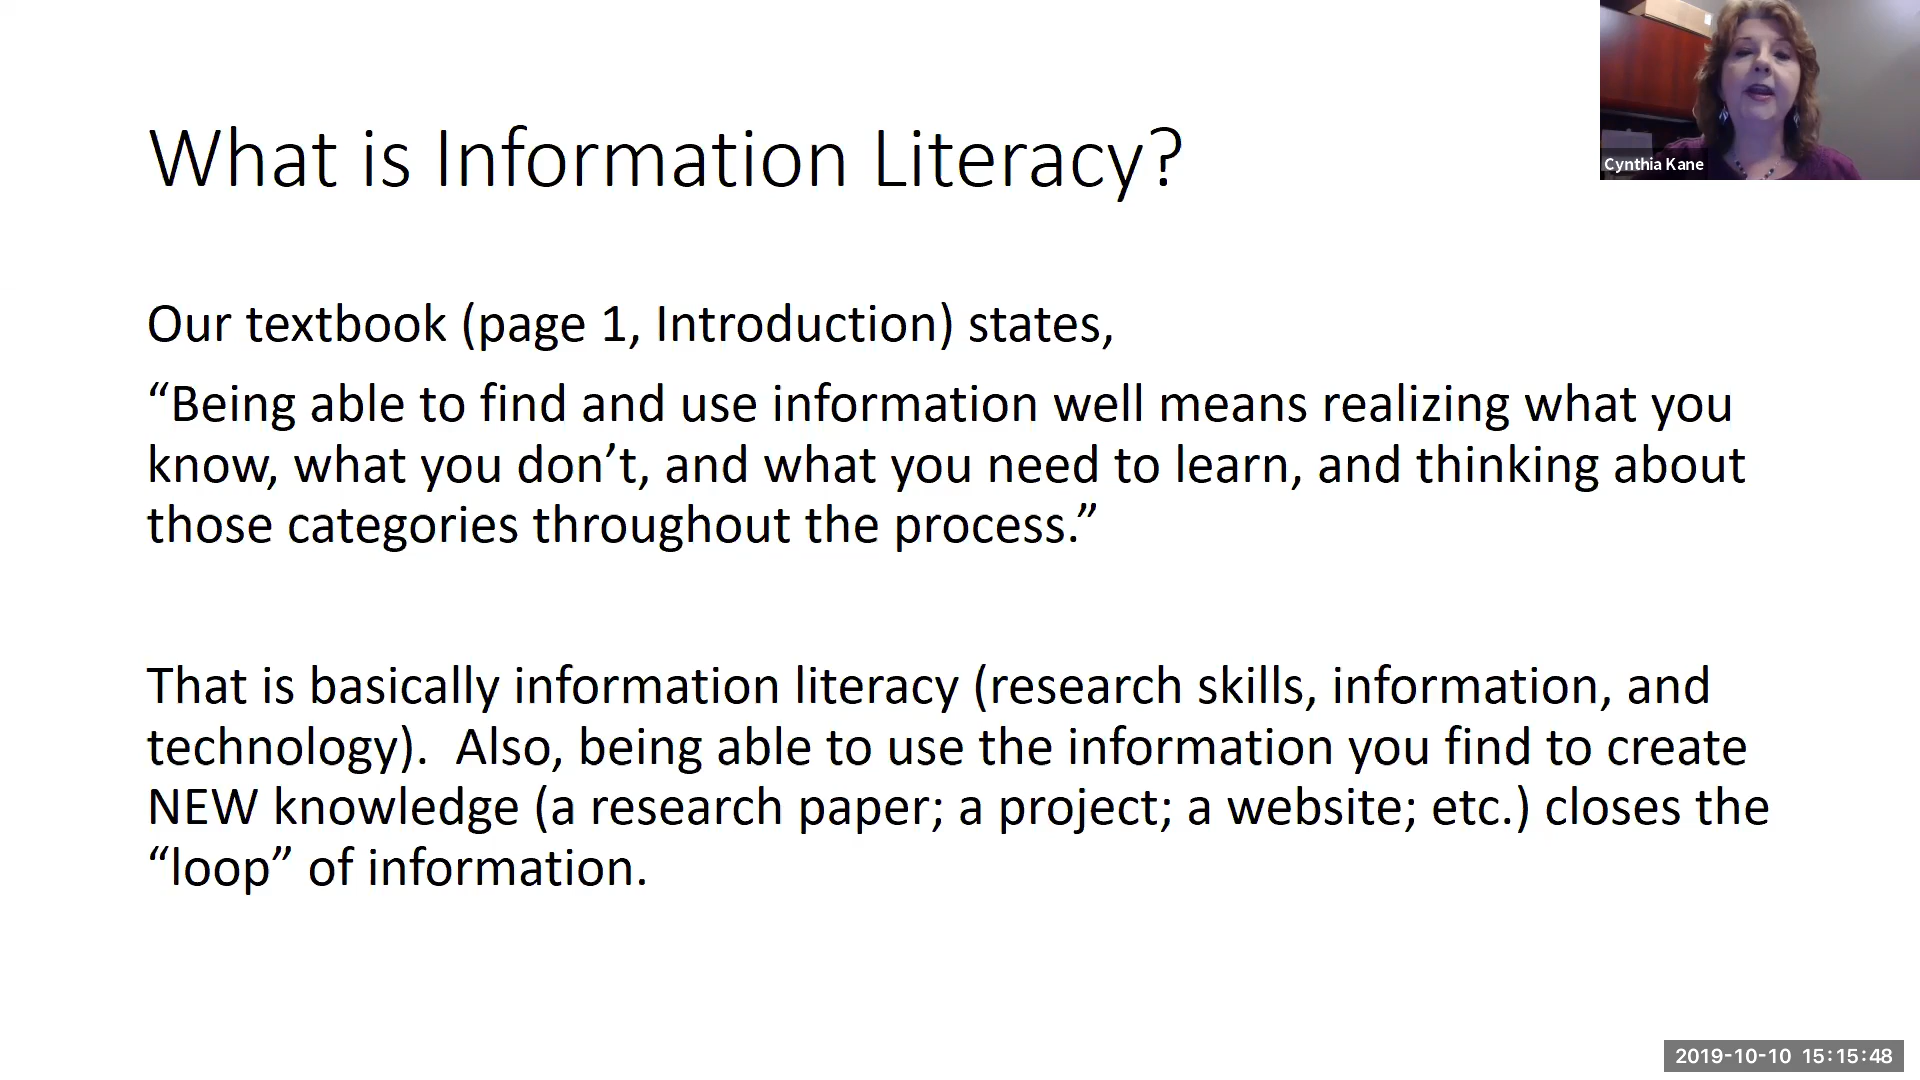 What is Information Literacy?
Cynthia Kane
Our textbook (page 1, Introduction) states,
“Being able to find and use information well means realizing what you
know, what you don’t, and what you need to learn, and thinking about
those categories throughout the process.”
That is basically information literacy (research skills, information, and
technology).  Also, being able to use the information you find to create
NEW knowledge (a research paper; a project; a website; etc.) closes the
“loop” of information.
2019-10-10 15:15:48